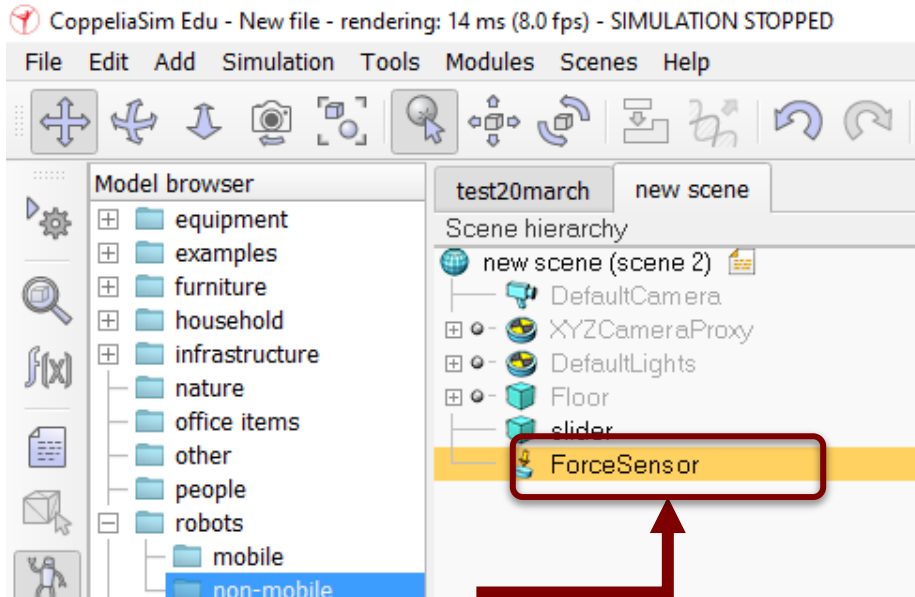 CoppeliaSim Edu - New file - rendering: 14 ms (8.0 fps) - SIMULATION STOPPED
File Edit Add Simulation Tools Modules Scenes Help
Model browser
equipment
examples
furniture
household
infrastructure
nature
office items
other
people
robots
mobile
non-mobile
f(x)
test20march new scene
Scene hierarchy
new scene (scene 2)
DefaultCamera
XYZCameraProxy
DefaultLights
Floor
slider
ForceSensor